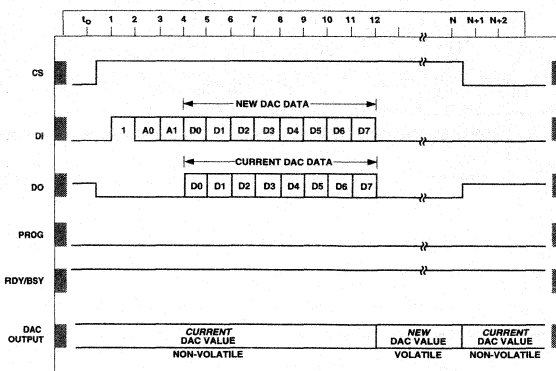 to 1 2 3 4 5 6 7 8 9 10 11 12 N N+1 N+2
CS
NEW DAC DATA
DI 1 A0 A1 D0 D1 D2 D3 D4 D5 D6 D7
CURRENT DAC DATA
DO D0 D1 D2 D3 D4 D5 D6 D7
PROG
RDY/BSY
DAC OUTPUT
CURRENT DAC VALUE
NON-VOLATILE
NEW DAC VALUE
VOLATILE
CURRENT DAC VALUE
NON-VOLATILE